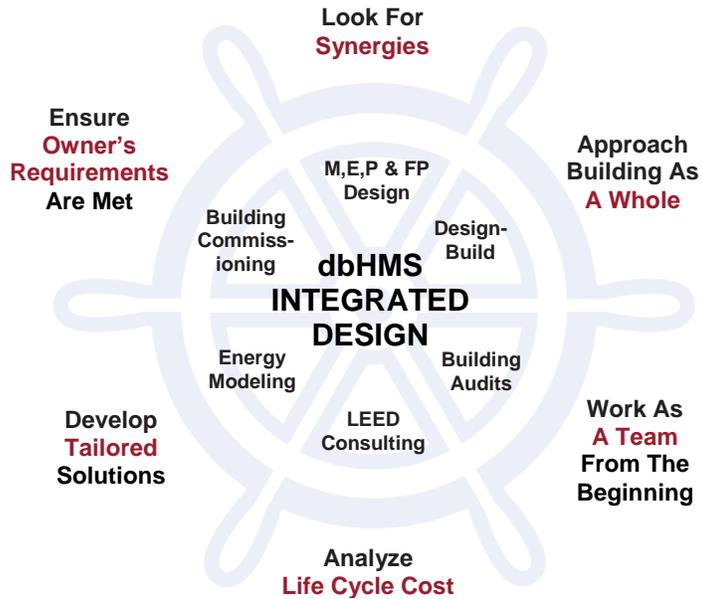 Look For
Synergies
Ensure
Owner's
Requirements
Are Met
Approach
Building As
A Whole
M,E,P & FP
Design
Building
Commiss-
ioning
Design-
Build
dbHMS
INTEGRATED
DESIGN
Energy
Modeling
Building
Audits
LEED
Consulting
Develop
Tailored
Solutions
Work As
A Team
From The
Beginning
Analyze
Life Cycle Cost